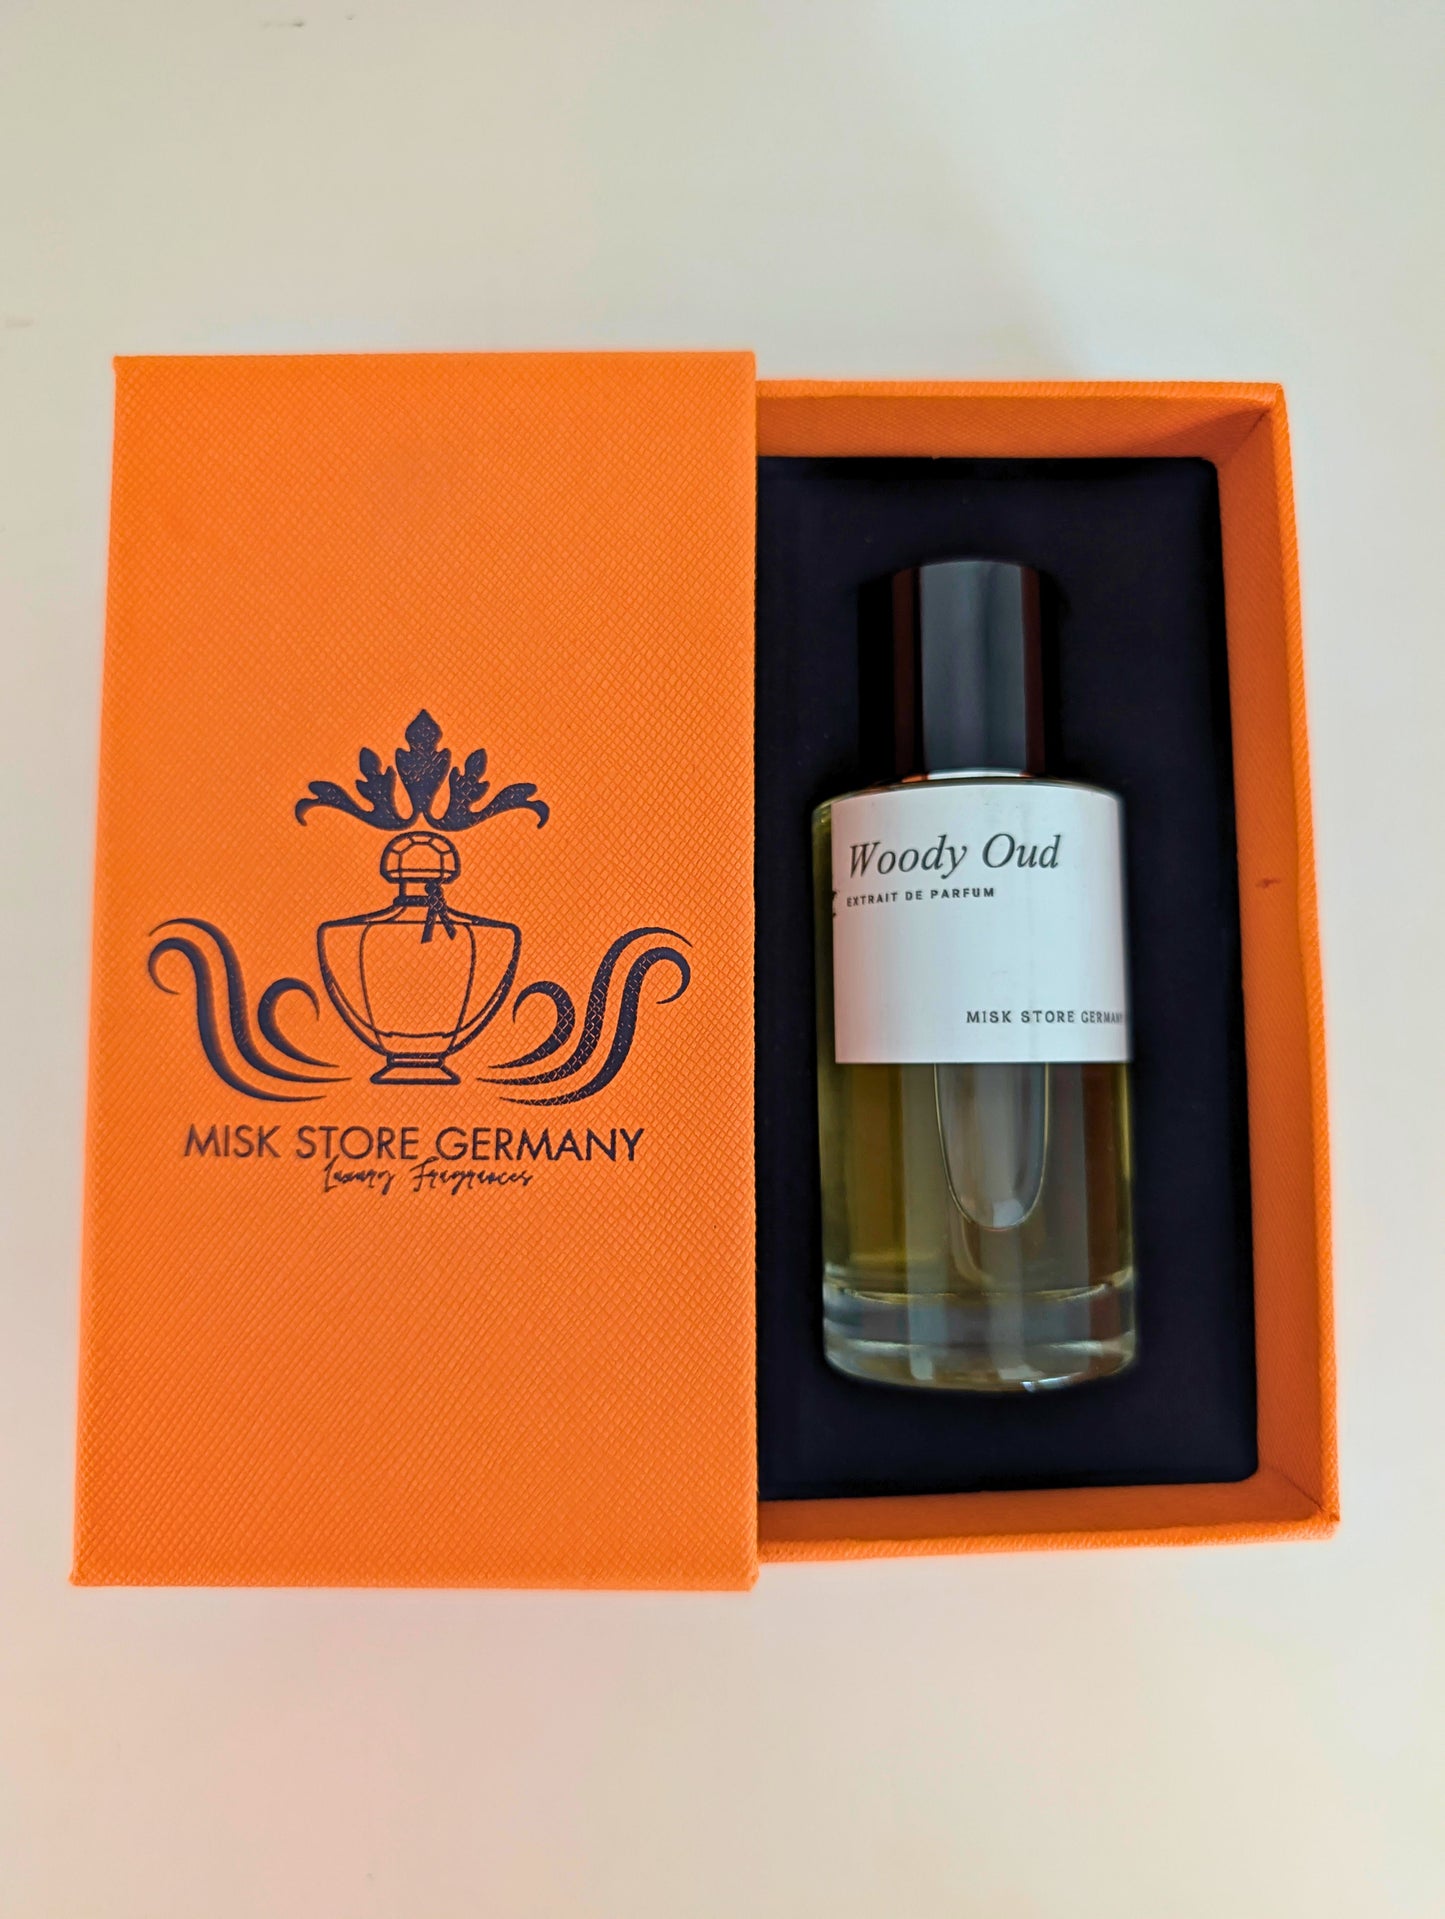 MISK STORE GERMANY
Luxury Fragrances
Woody Oud
EXTRAIT DE PARFUM
MISK STORE GERMANY